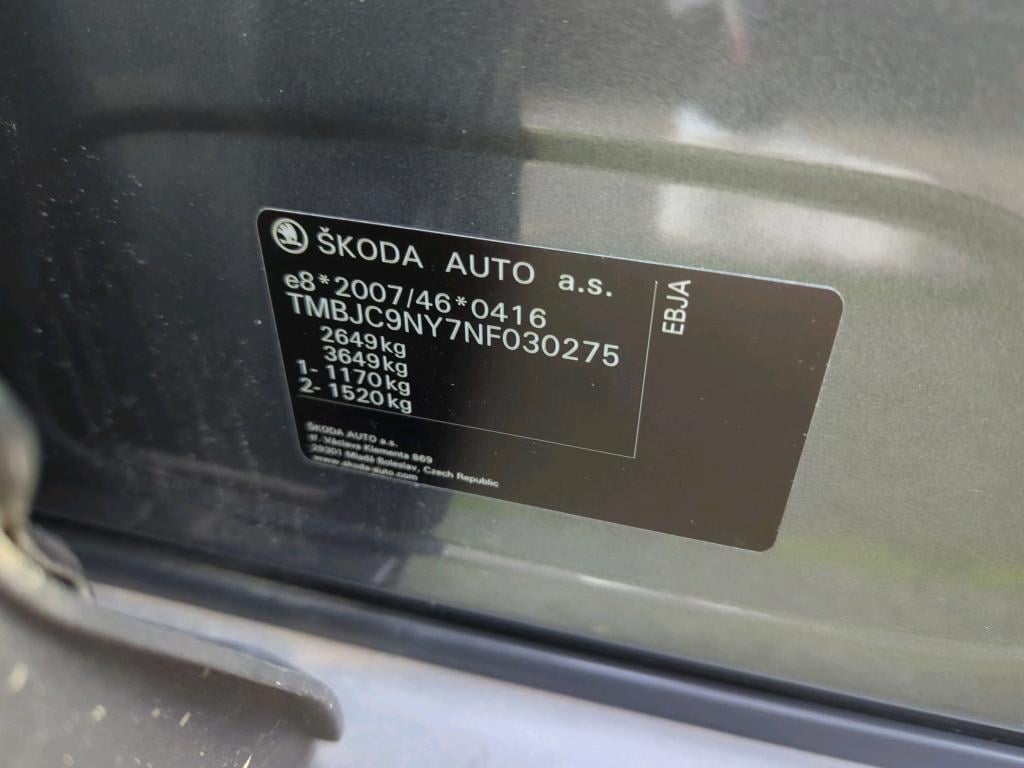 ŠKODA AUTO a.s.
e8*2007/46*0416
TMBJC9NY7NF030275
2649kg
3649kg
1- 1170kg
2- 1520kg
EBJA
ŠKODA AUTO a.s.
tř. Václava Klementa 869
29301 Mladá Boleslav, Czech Republic
www.skoda-auto.com